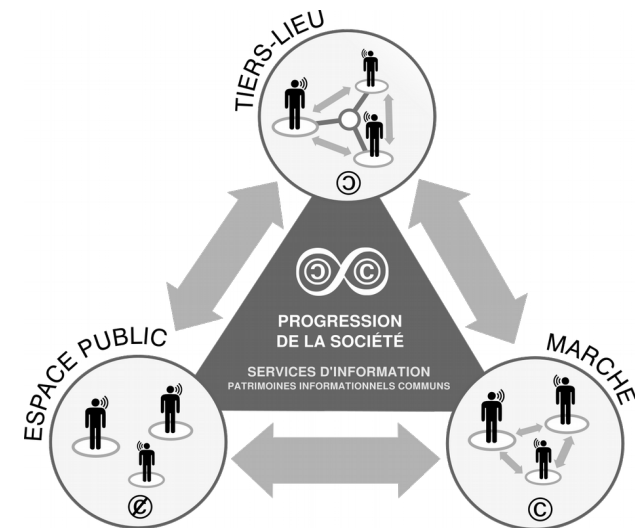 TIERS-LIEU
🄯
🄯 ©
PROGRESSION
DE LA SOCIÉTÉ
SERVICES D'INFORMATION
PATRIMOINES INFORMATIONNELS COMMUNS
ESPACE PUBLIC
MARCHE
©